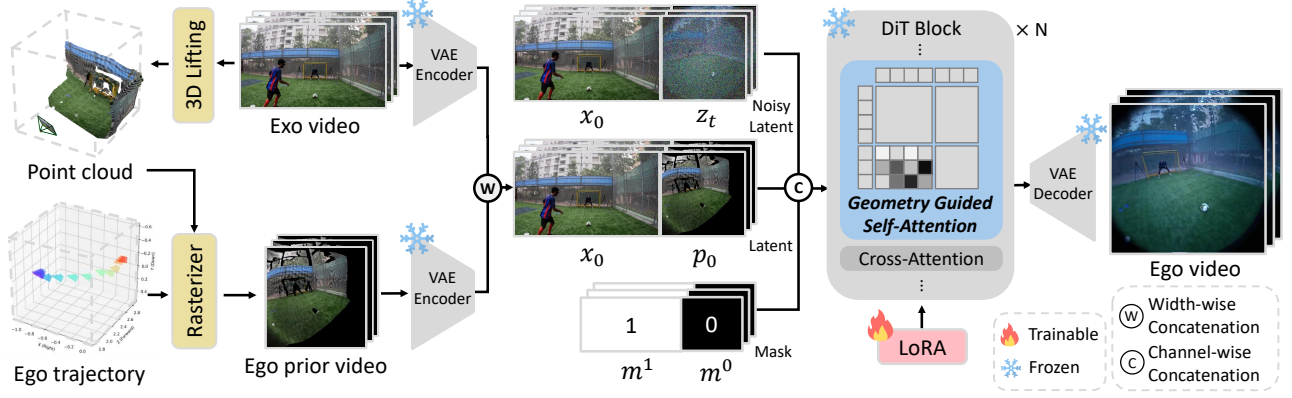 3D Lifting
Exo video
VAE
Encoder
Point cloud
Ego trajectory
Rasterizer
Ego prior video
VAE
Encoder
W
x₀
z_t
Noisy
Latent
x₀
p₀
Latent
1
0
m¹
m⁰
Mask
C
DiT Block
× N
Geometry Guided
Self-Attention
Cross-Attention
LoRA
VAE
Decoder
Ego video
Trainable
Frozen
W
Width-wise
Concatenation
C
Channel-wise
Concatenation